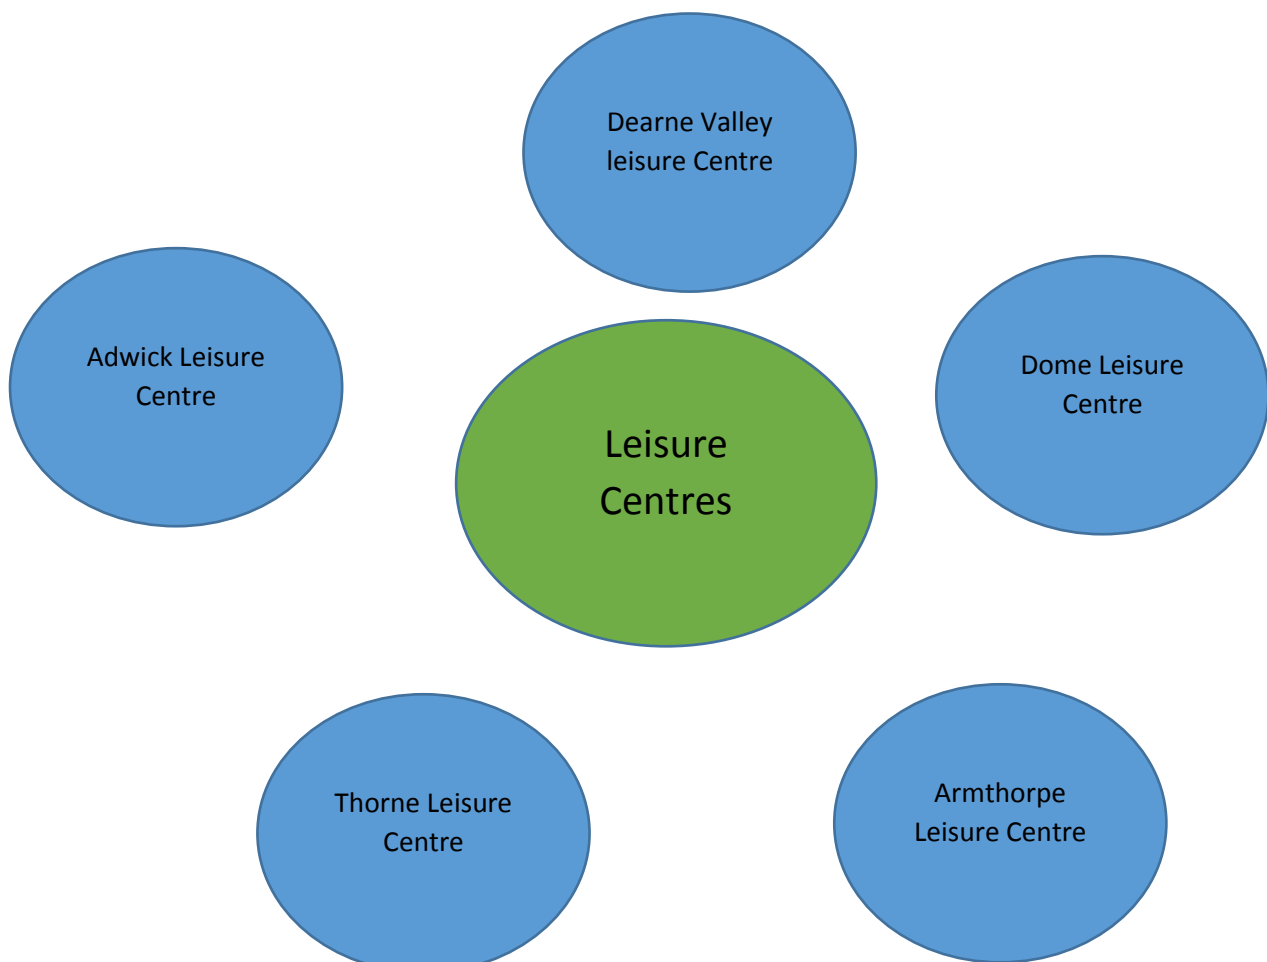 Dearne Valley
leisure Centre
Adwick Leisure
Centre
Dome Leisure
Centre
Leisure
Centres
Thorne Leisure
Centre
Armthorpe
Leisure Centre